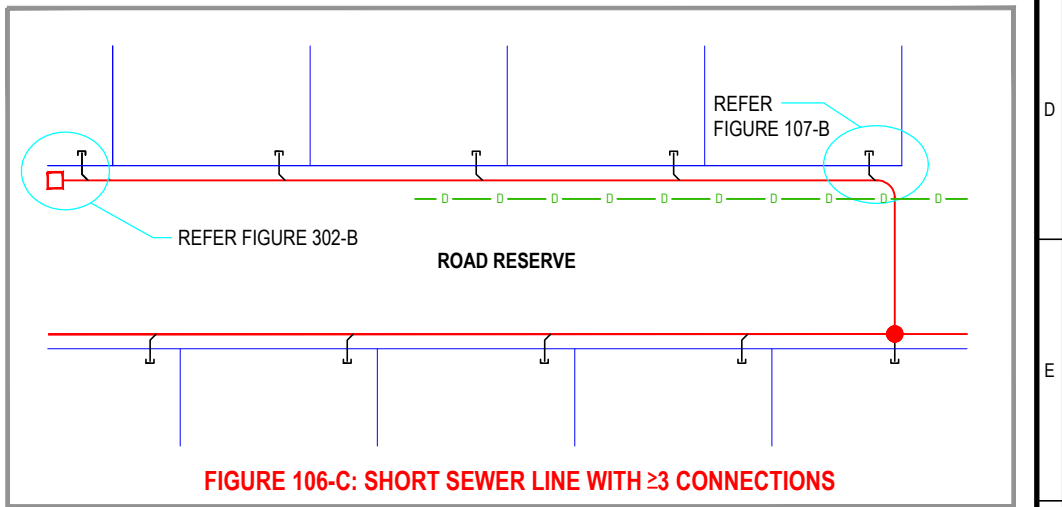 REFER
FIGURE 107-B
D
D D D D D D D D D D
REFER FIGURE 302-B
ROAD RESERVE
E
FIGURE 106-C: SHORT SEWER LINE WITH ≥3 CONNECTIONS